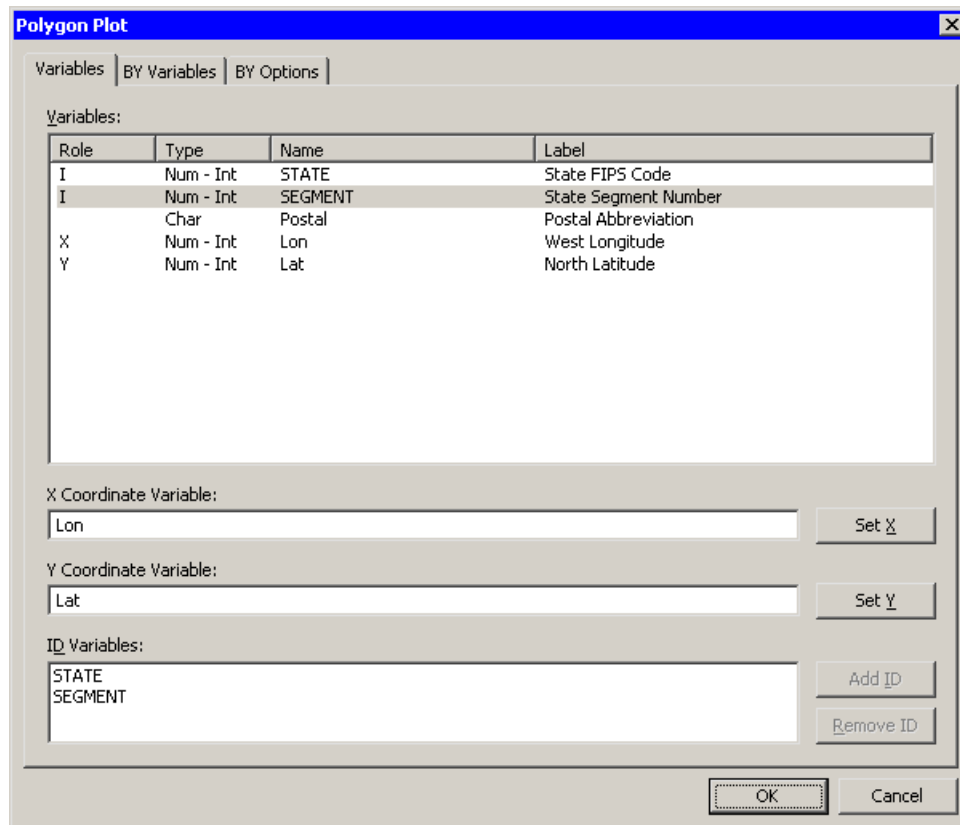 Polygon Plot
Variables BY Variables BY Options
Variables:
Role Type Name Label
I Num - Int STATE State FIPS Code
I Num - Int SEGMENT State Segment Number
Char Postal Postal Abbreviation
X Num - Int Lon West Longitude
Y Num - Int Lat North Latitude
X Coordinate Variable:
Lon Set X
Y Coordinate Variable:
Lat Set Y
ID Variables:
STATE Add ID
SEGMENT
Remove ID
OK Cancel